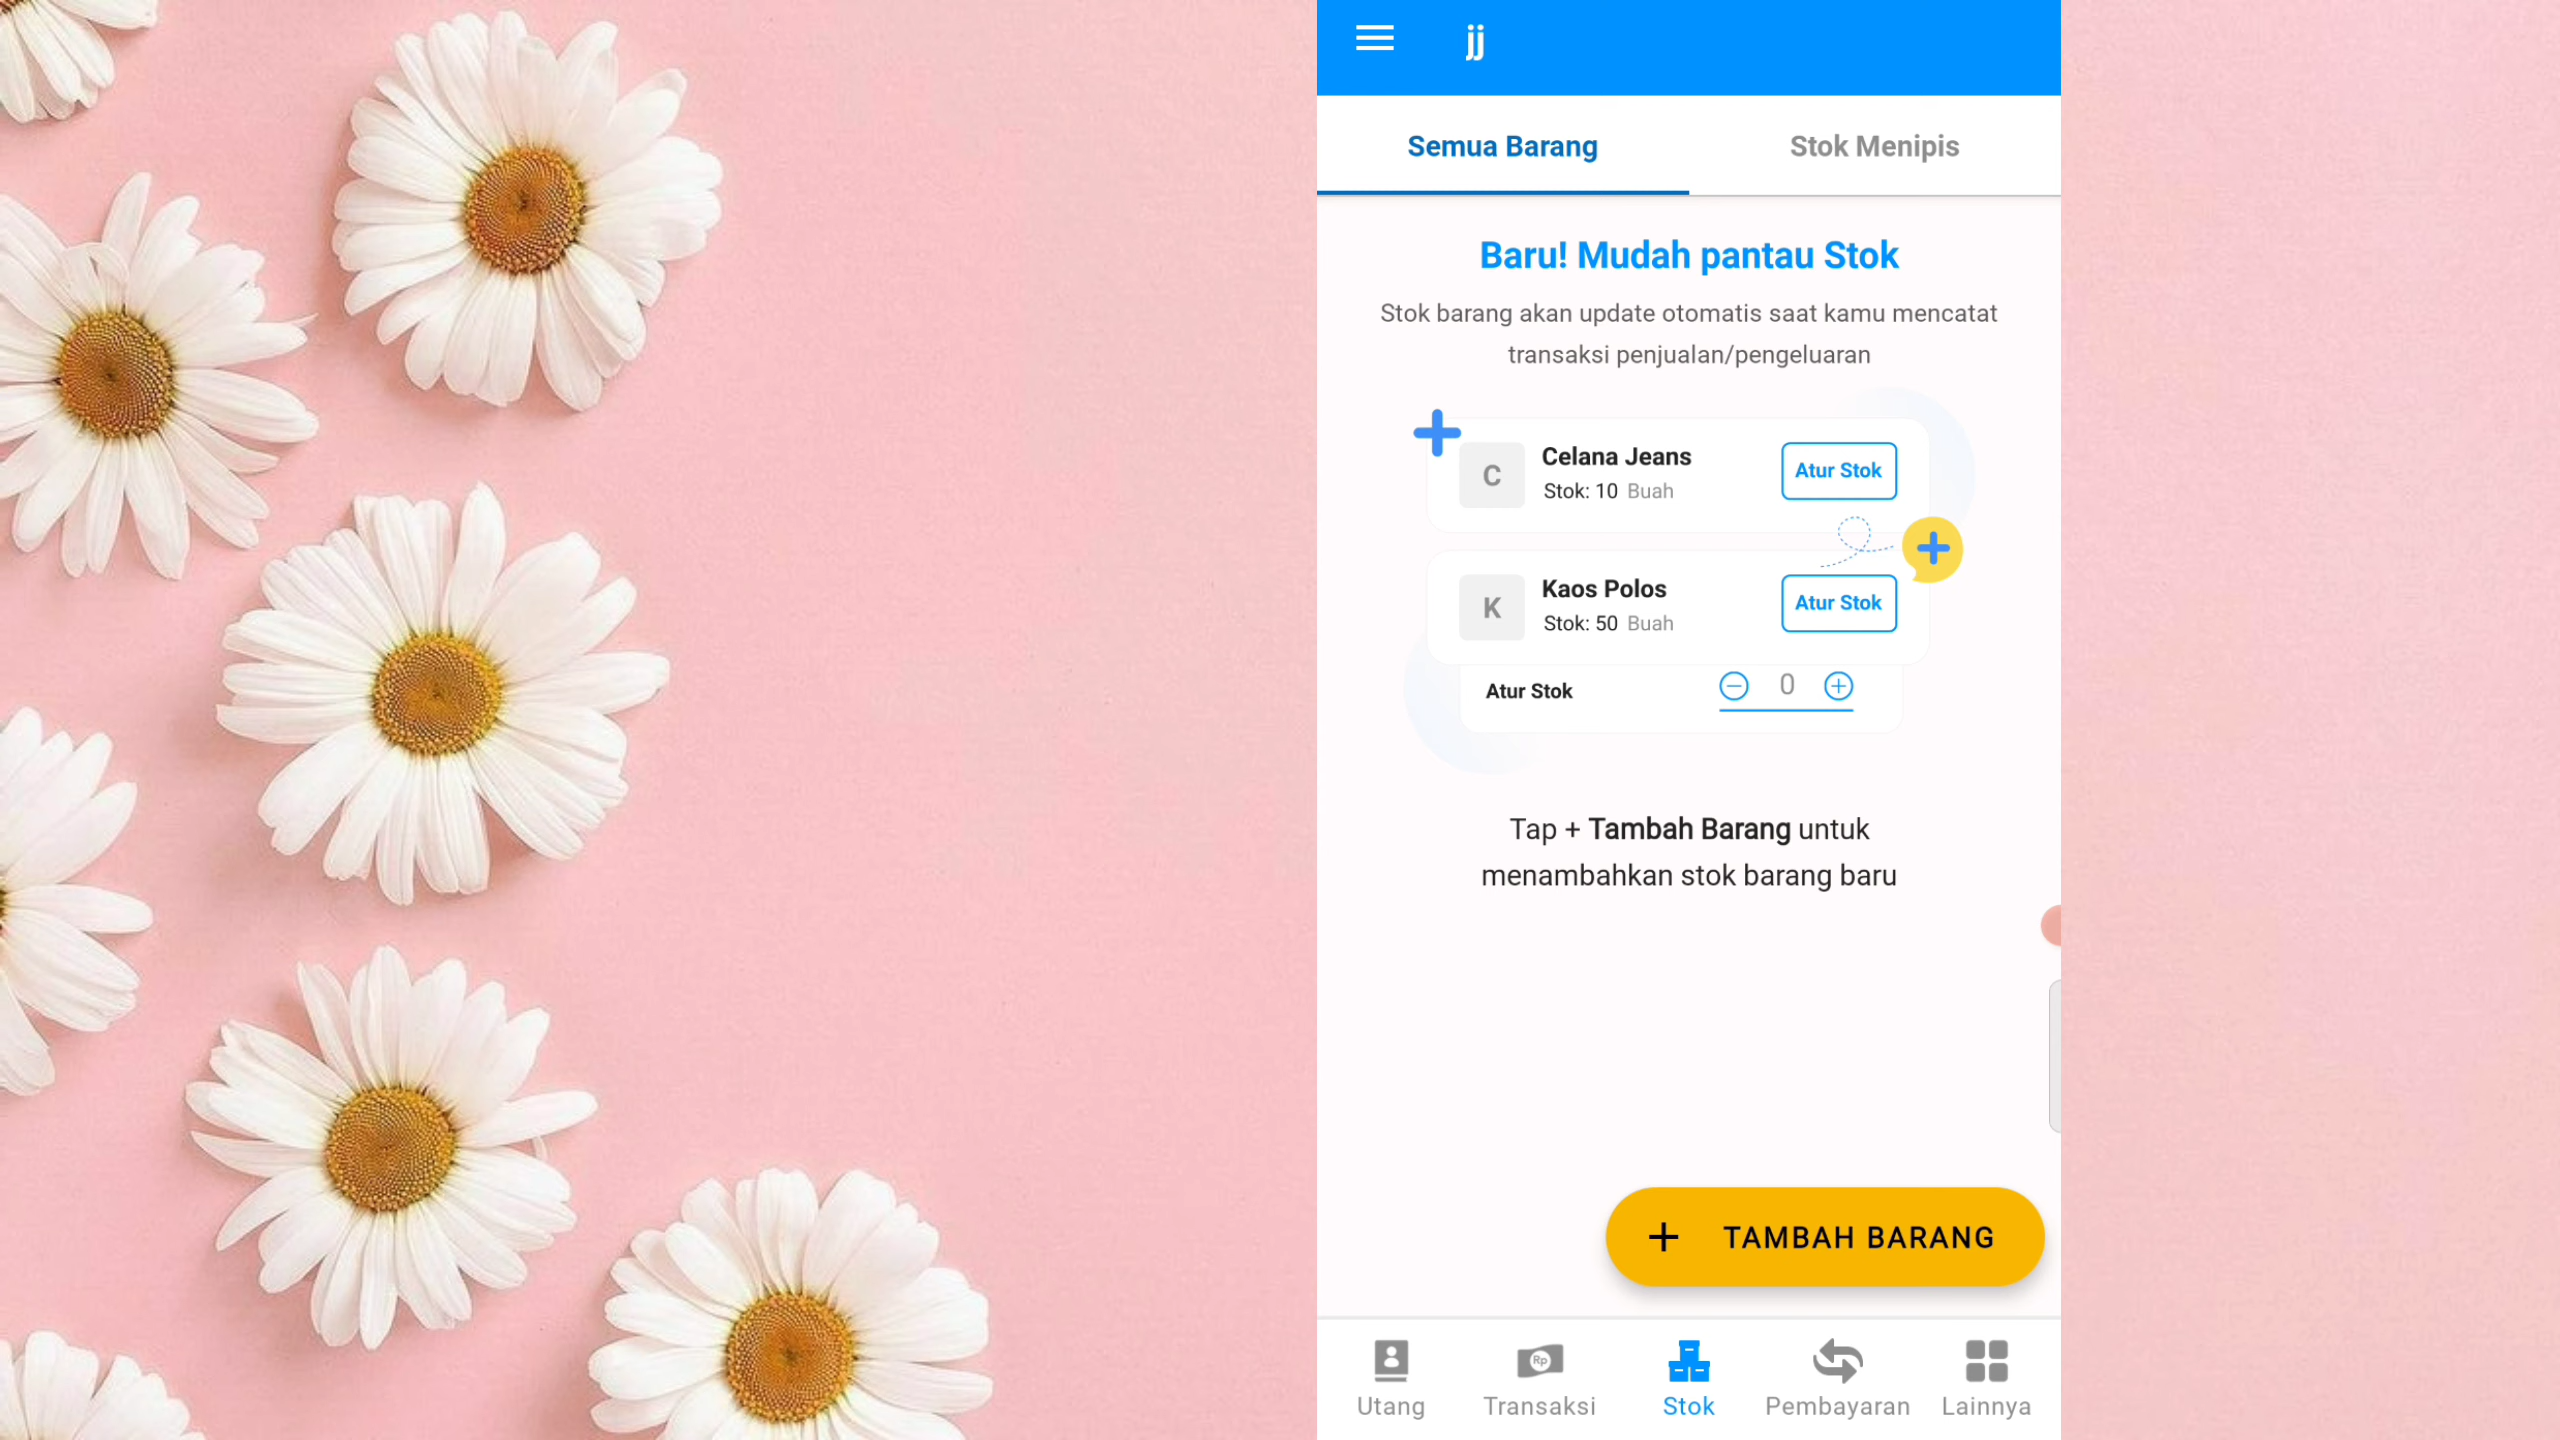 jj
Semua Barang
Stok Menipis
Baru! Mudah pantau Stok
Stok barang akan update otomatis saat kamu mencatat
transaksi penjualan/pengeluaran
C
Celana Jeans
Stok: 10 Buah
Atur Stok
K
Kaos Polos
Stok: 50 Buah
Atur Stok
Atur Stok
0
Tap + Tambah Barang untuk
menambahkan stok barang baru
+ TAMBAH BARANG
Rp
Utang
Transaksi
Stok
Pembayaran
Lainnya